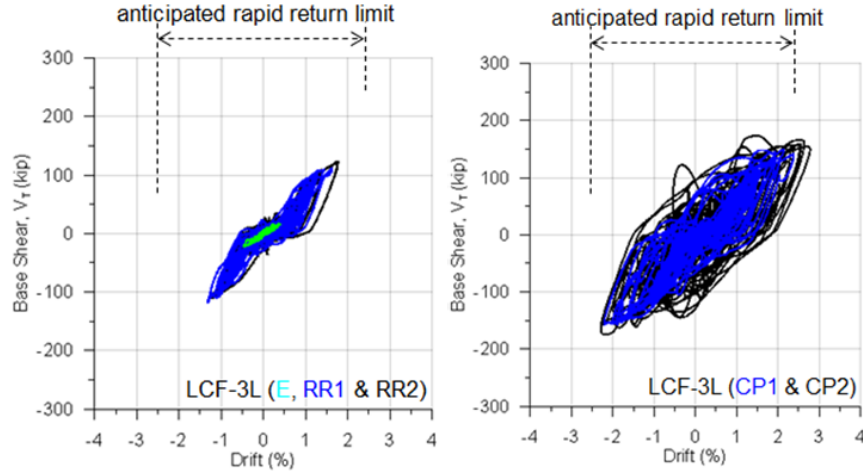 anticipated rapid return limit
300
200
100
0
-100
-200
-300
Base Shear, V_T (kip)
LCF-3L (E, RR1 & RR2)
-4 -3 -2 -1 0 1 2 3 4
Drift (%)
anticipated rapid return limit
300
200
100
0
-100
-200
-300
Base Shear, V_T (kip)
LCF-3L (CP1 & CP2)
-4 -3 -2 -1 0 1 2 3 4
Drift (%)